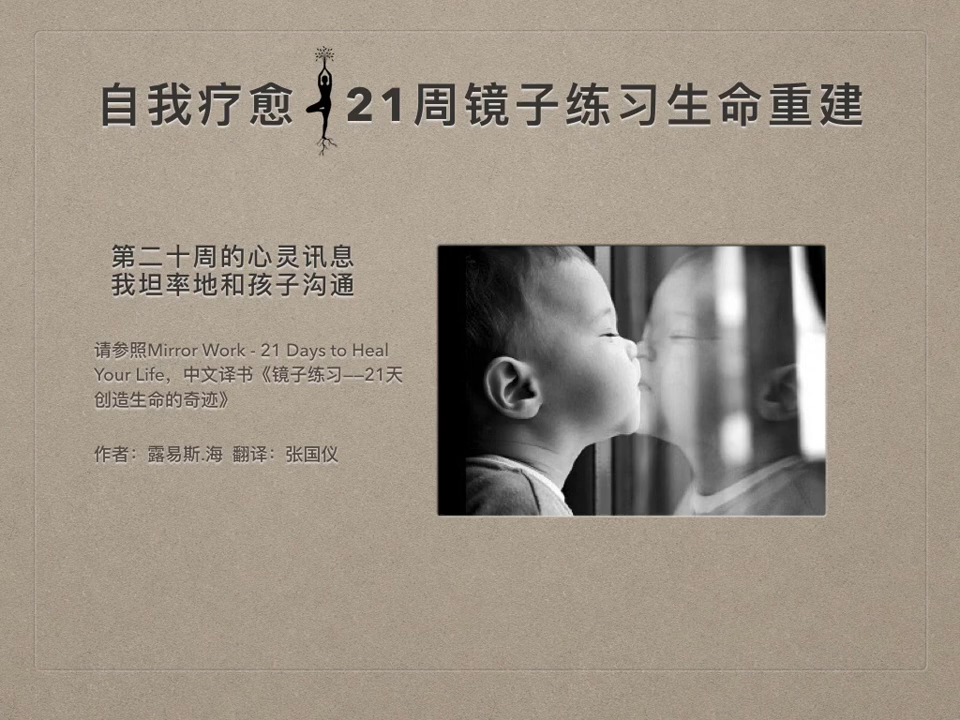 自我疗愈 21周镜子练习生命重建
第二十周的心灵讯息
我坦率地和孩子沟通
请参照Mirror Work - 21 Days to Heal
Your Life，中文译书《镜子练习——21天
创造生命的奇迹》
作者：露易斯.海 翻译：张国仪